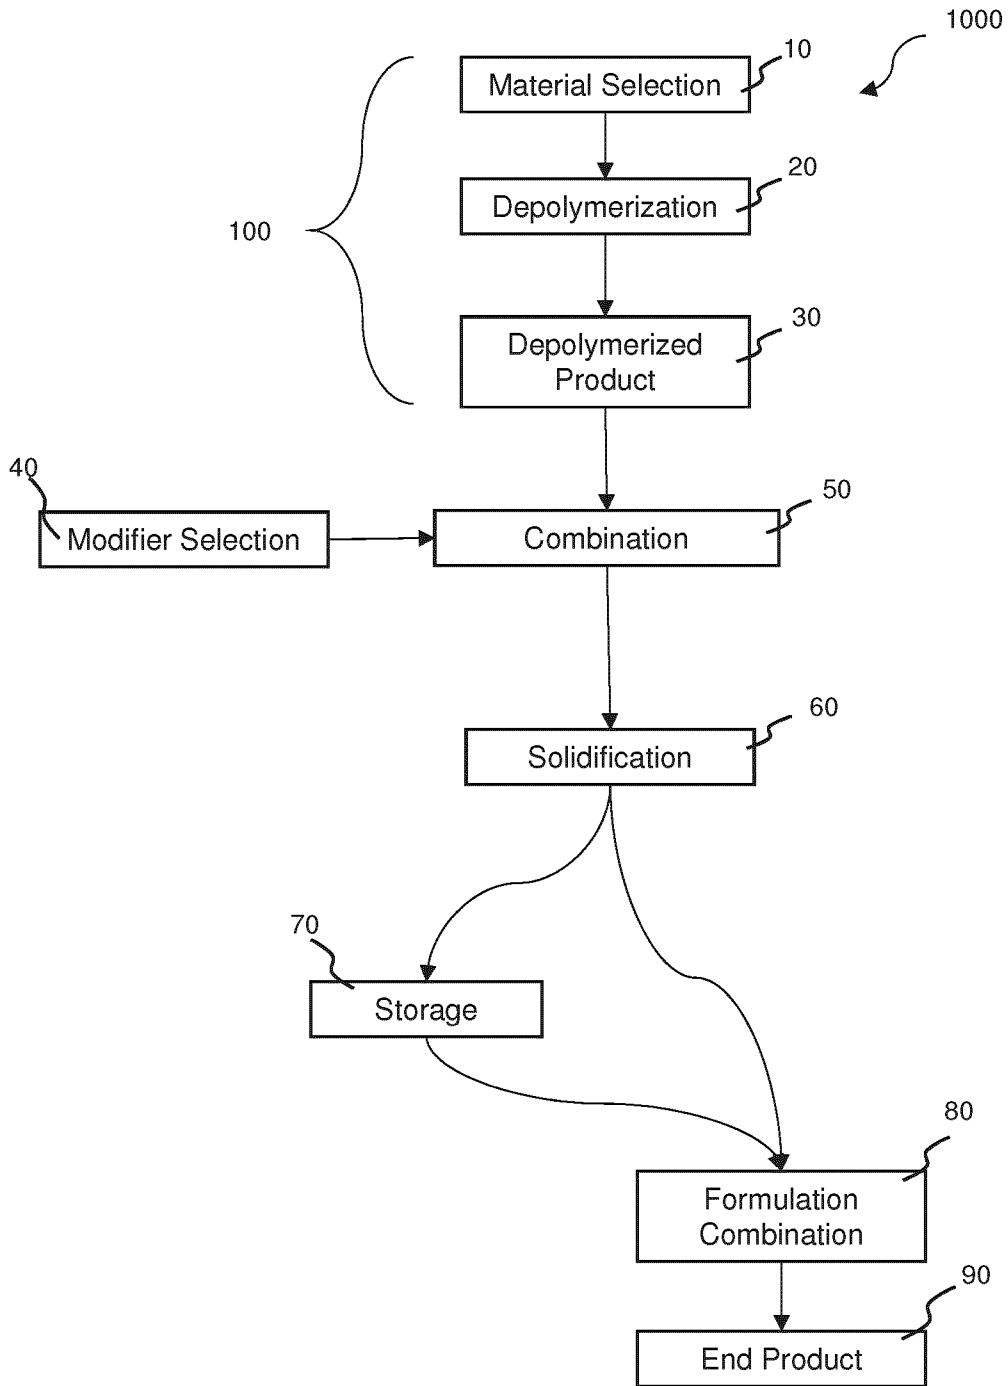 1000
10
Material Selection
20
Depolymerization
100
30
Depolymerized
Product
40
50
Modifier Selection
Combination
60
Solidification
70
Storage
80
Formulation
Combination
90
End Product